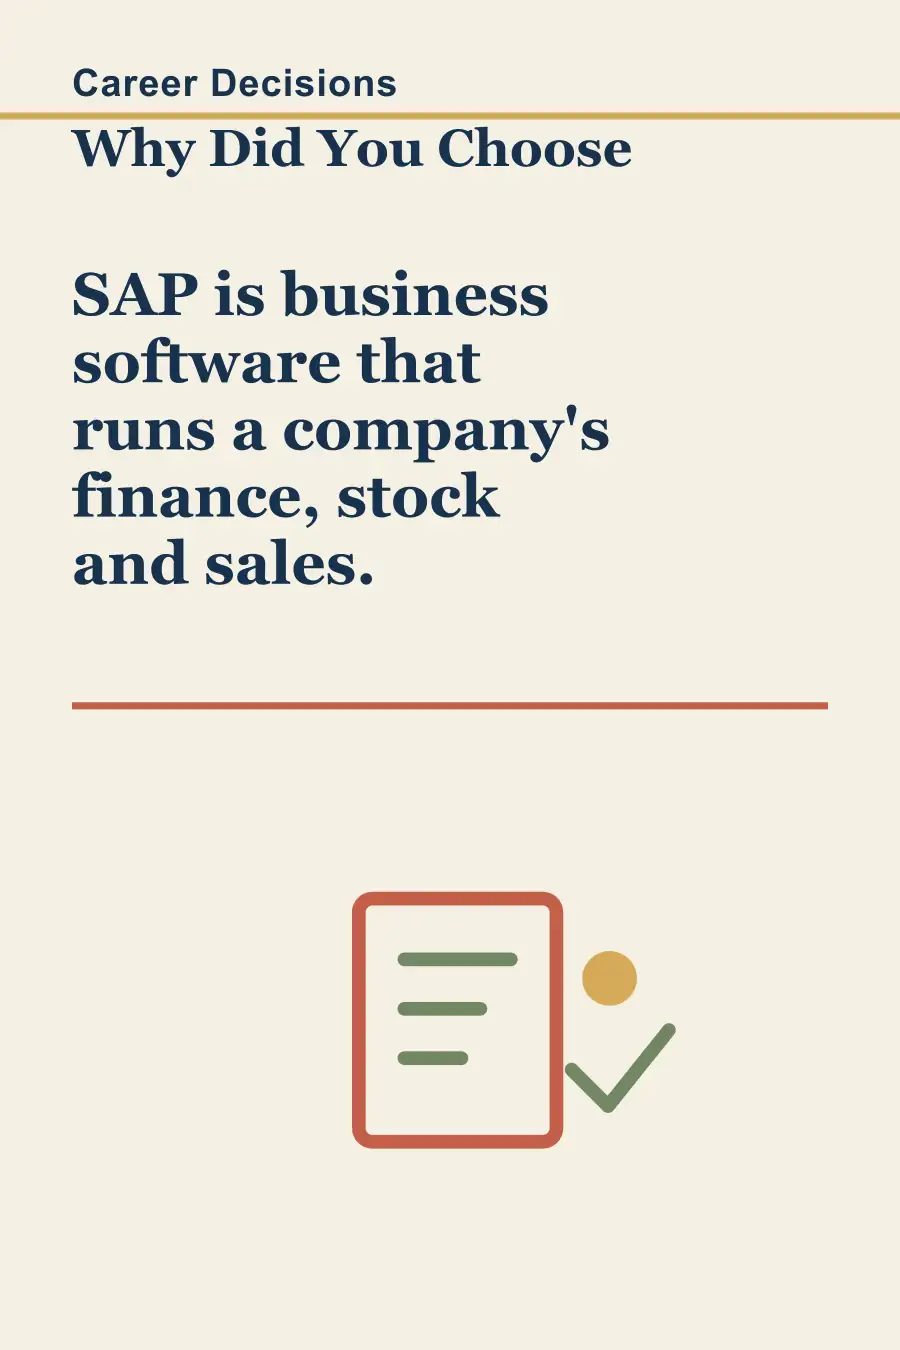 Career Decisions
Why Did You Choose
SAP is business
software that
runs a company's
finance, stock
and sales.